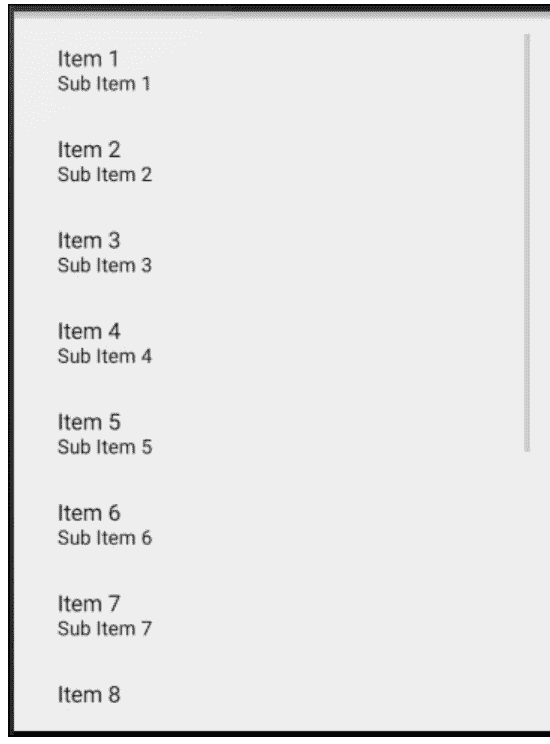 Item 1
Sub Item 1
Item 2
Sub Item 2
Item 3
Sub Item 3
Item 4
Sub Item 4
Item 5
Sub Item 5
Item 6
Sub Item 6
Item 7
Sub Item 7
Item 8